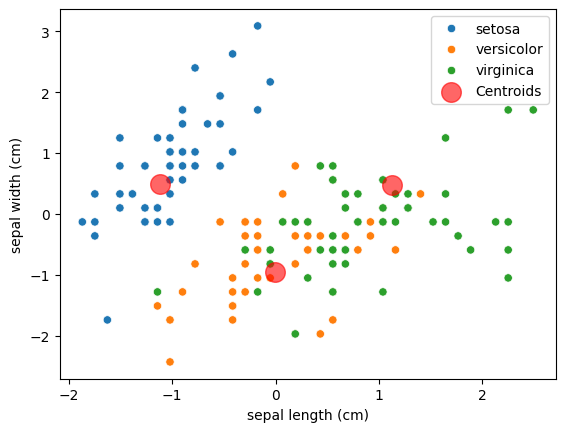 setosa
versicolor
virginica
Centroids
3
2
1
0
−1
−2
sepal width (cm)
−2
−1
0
1
2
sepal length (cm)